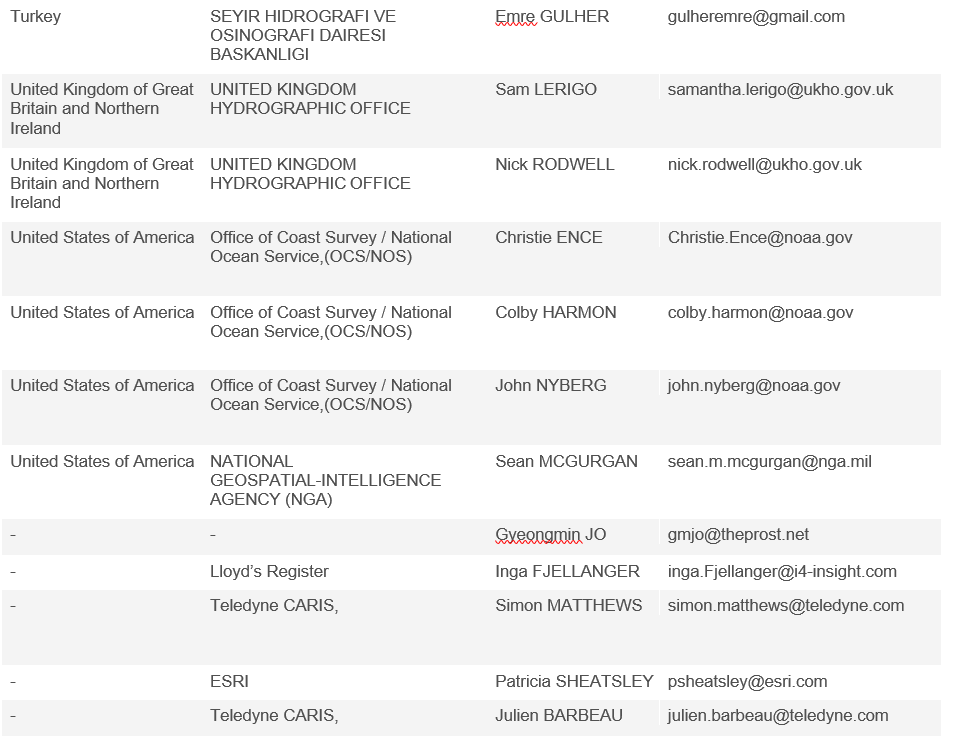 Turkey SEYIR HIDROGRAFI VE Emre GULHER gulheremre@gmail.com
OSINOGRAFI DAIRESI
BASKANLIGI
United Kingdom of Great UNITED KINGDOM Sam LERIGO samantha.lerigo@ukho.gov.uk
Britain and Northern HYDROGRAPHIC OFFICE
Ireland
United Kingdom of Great UNITED KINGDOM Nick RODWELL nick.rodwell@ukho.gov.uk
Britain and Northern HYDROGRAPHIC OFFICE
Ireland
United States of America Office of Coast Survey / National Christie ENCE Christie.Ence@noaa.gov
Ocean Service,(OCS/NOS)
United States of America Office of Coast Survey / National Colby HARMON colby.harmon@noaa.gov
Ocean Service,(OCS/NOS)
United States of America Office of Coast Survey / National John NYBERG john.nyberg@noaa.gov
Ocean Service,(OCS/NOS)
United States of America NATIONAL Sean MCGURGAN sean.m.mcgurgan@nga.mil
GEOSPATIAL-INTELLIGENCE
AGENCY (NGA)
- - Gyeongmin JO gmjo@theprost.net
- Lloyd’s Register Inga FJELLANGER inga.Fjellanger@i4-insight.com
- Teledyne CARIS, Simon MATTHEWS simon.matthews@teledyne.com
- ESRI Patricia SHEATSLEY psheatsley@esri.com
- Teledyne CARIS, Julien BARBEAU julien.barbeau@teledyne.com